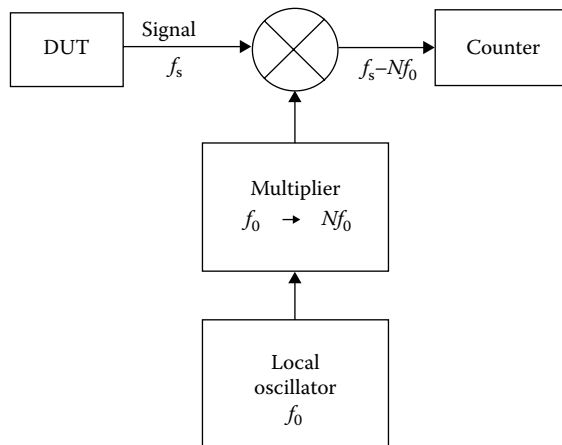 DUT
Signal
fₛ
fₛ–Nf₀
Counter
Multiplier
f₀ → Nf₀
Local
oscillator
f₀